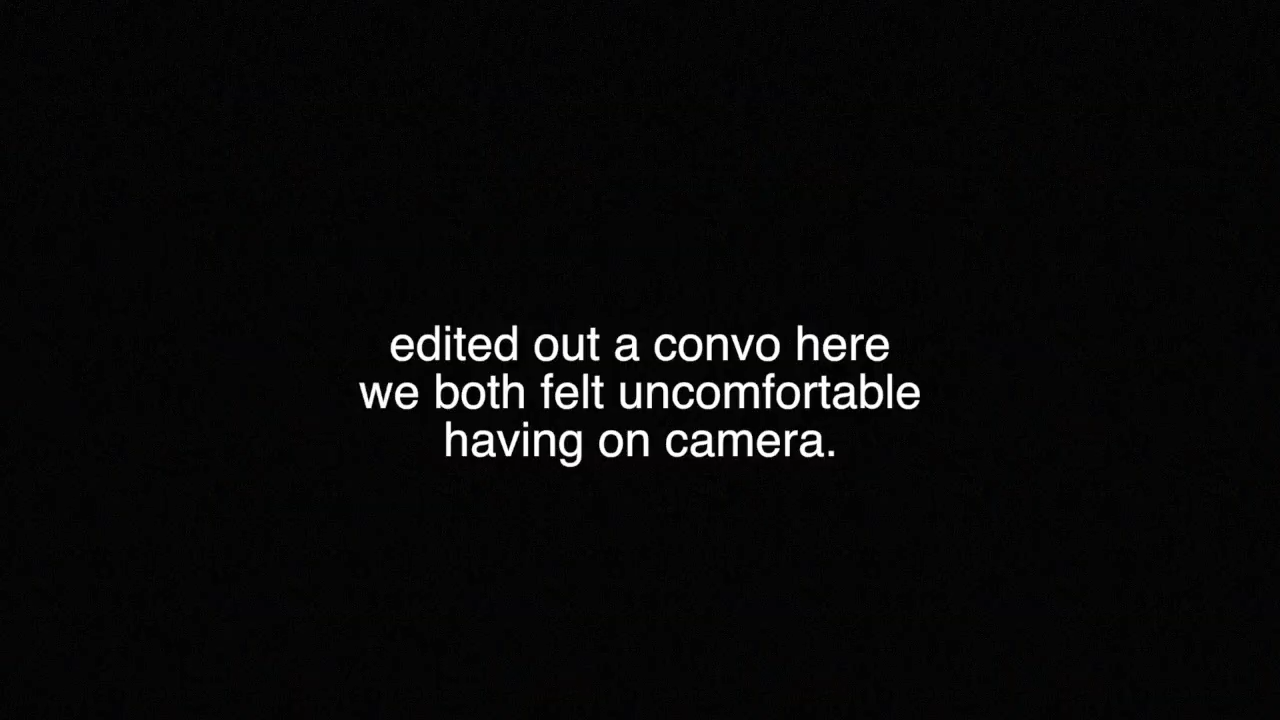 edited out a convo here
we both felt uncomfortable
having on camera.